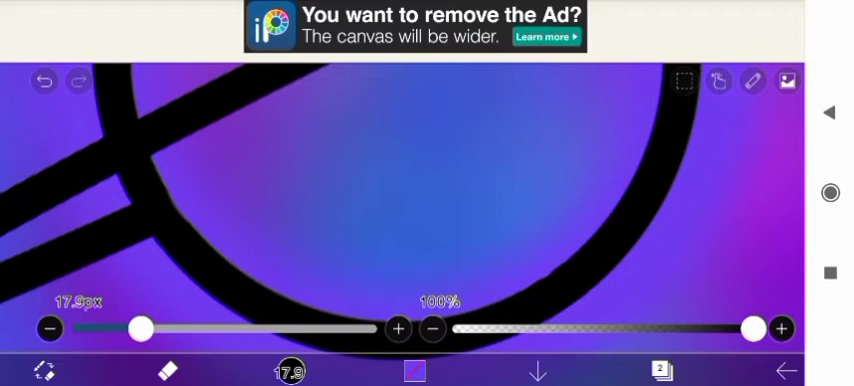 iP
You want to remove the Ad?
The canvas will be wider.
Learn more
17.9px
100%
17.9
2